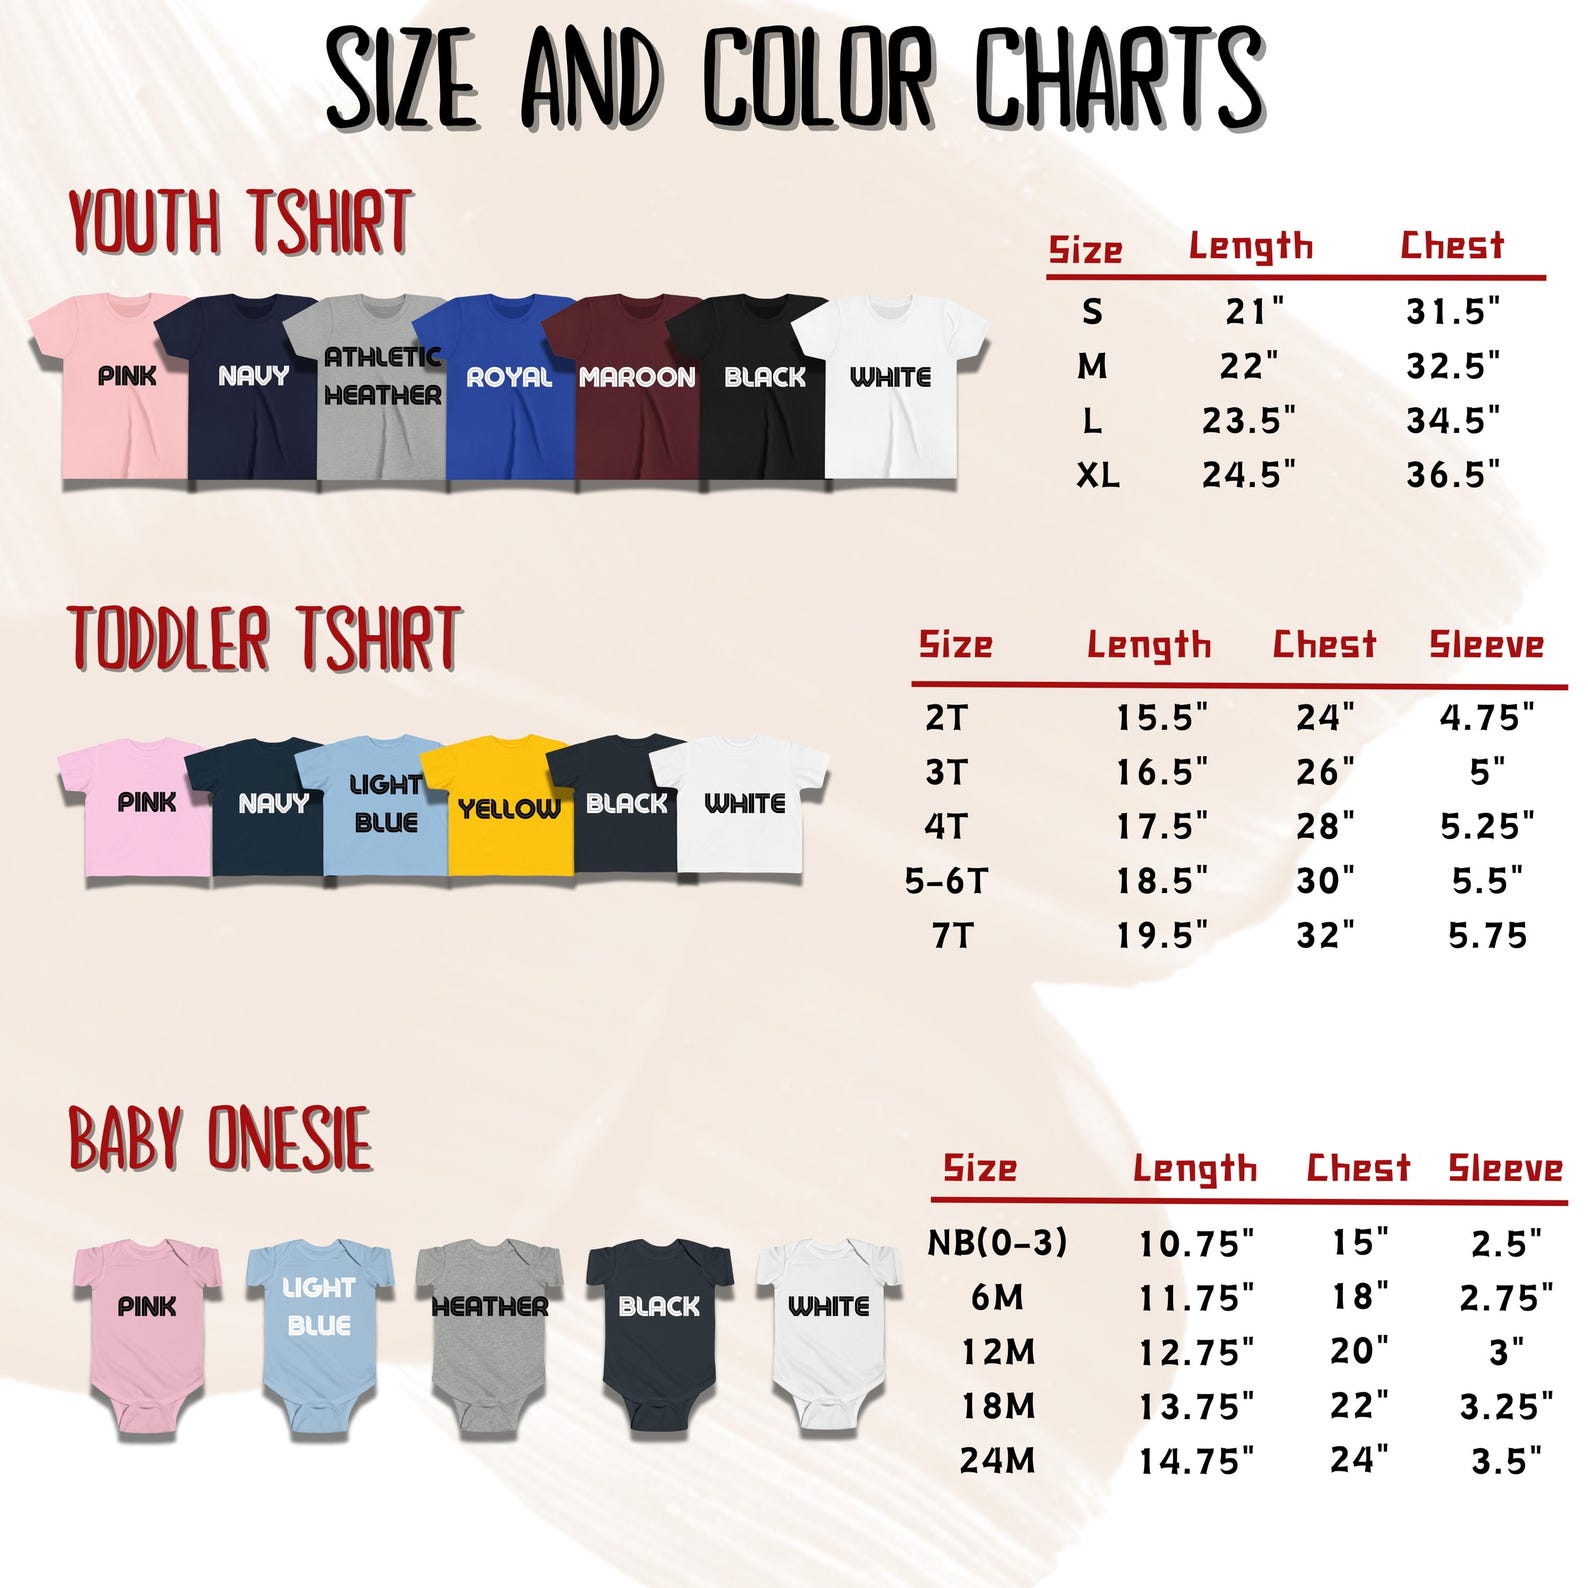 SIZE AND COLOR CHARTS
YOUTH TSHIRT
PINK
NAVY
ATHLETIC
HEATHER
ROYAL
MAROON
BLACK
WHITE
Size Length Chest
S 21" 31.5"
M 22" 32.5"
L 23.5" 34.5"
XL 24.5" 36.5"
TODDLER TSHIRT
PINK
NAVY
LIGHT
BLUE
YELLOW
BLACK
WHITE
Size Length Chest Sleeve
2T 15.5" 24" 4.75"
3T 16.5" 26" 5"
4T 17.5" 28" 5.25"
5-6T 18.5" 30" 5.5"
7T 19.5" 32" 5.75
BABY ONESIE
PINK
LIGHT
BLUE
HEATHER
BLACK
WHITE
Size Length Chest Sleeve
NB(0-3) 10.75" 15" 2.5"
6M 11.75" 18" 2.75"
12M 12.75" 20" 3"
18M 13.75" 22" 3.25"
24M 14.75" 24" 3.5"